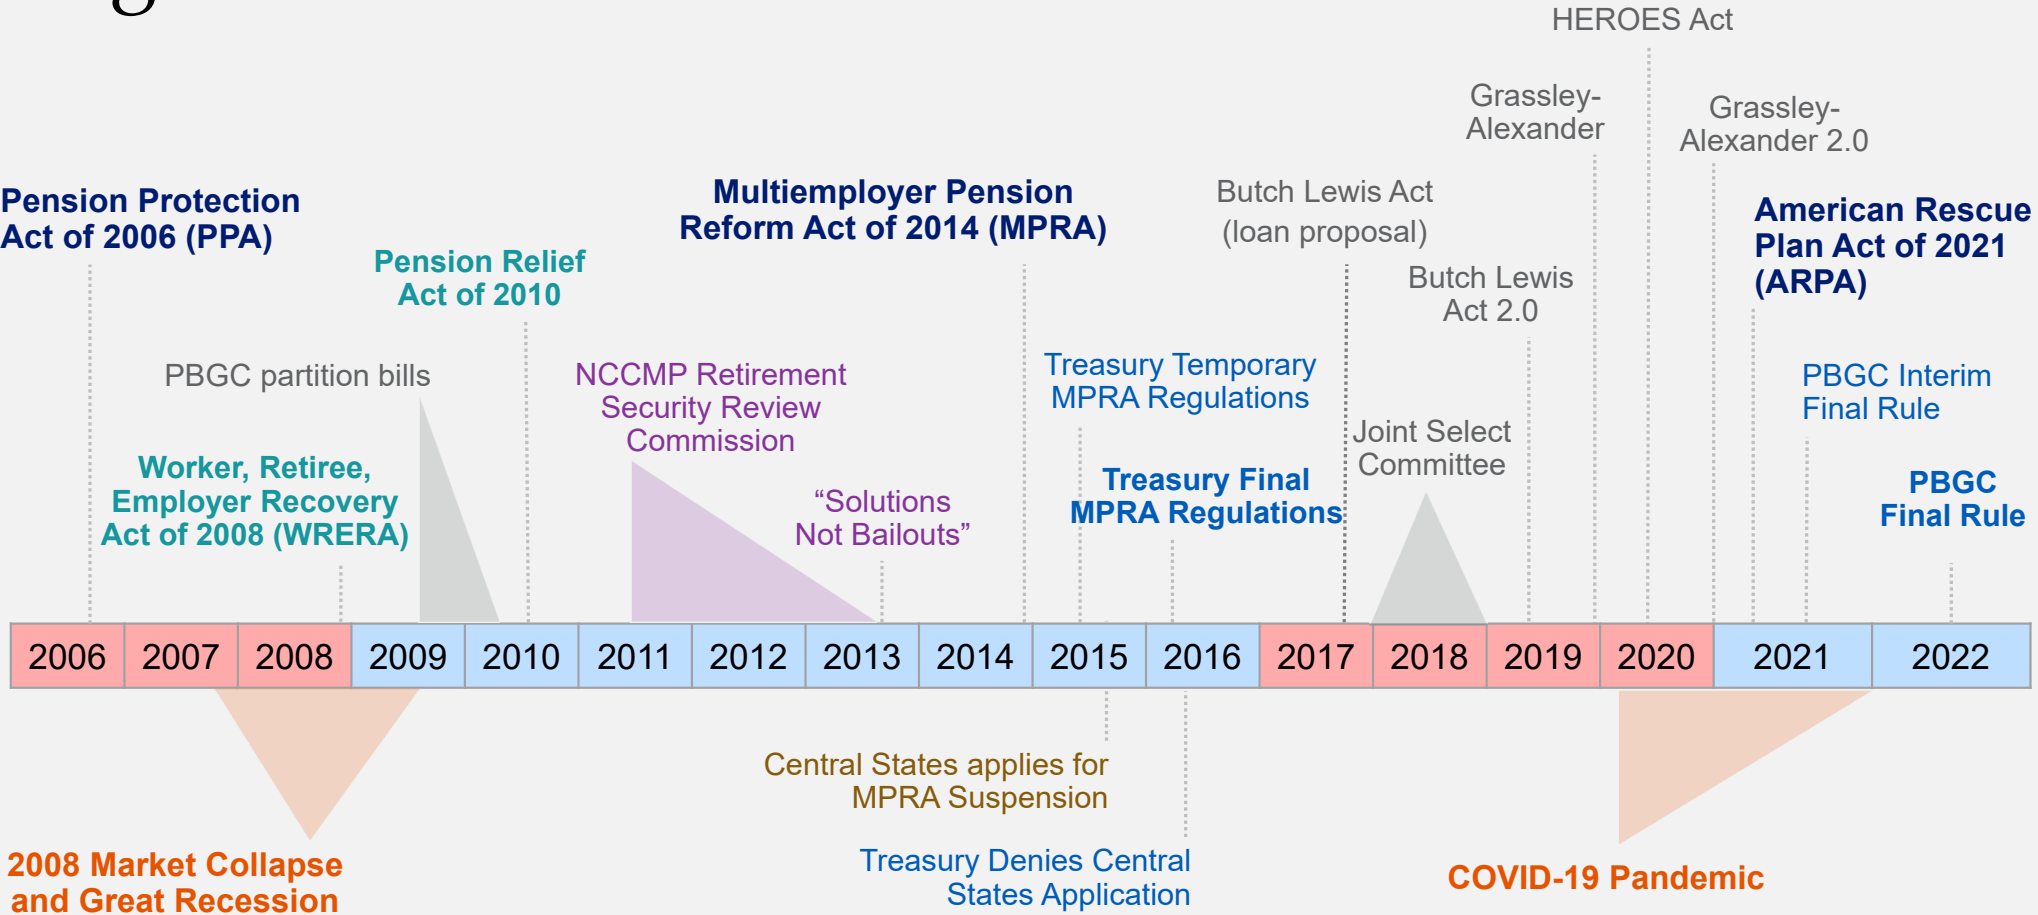 HEROES Act
Grassley-
Alexander
Grassley-
Alexander 2.0
Pension Protection
Act of 2006 (PPA)
Multiemployer Pension
Reform Act of 2014 (MPRA)
Butch Lewis Act
(loan proposal)
American Rescue
Plan Act of 2021
(ARPA)
Pension Relief
Act of 2010
Butch Lewis
Act 2.0
PBGC partition bills
NCCMP Retirement
Security Review
Commission
Treasury Temporary
MPRA Regulations
PBGC Interim
Final Rule
Worker, Retiree,
Employer Recovery
Act of 2008 (WRERA)
“Solutions
Not Bailouts”
Treasury Final
MPRA Regulations
Joint Select
Committee
PBGC
Final Rule
2006 2007 2008 2009 2010 2011 2012 2013 2014 2015 2016 2017 2018 2019 2020 2021 2022
Central States applies for
MPRA Suspension
2008 Market Collapse
and Great Recession
Treasury Denies Central
States Application
COVID-19 Pandemic